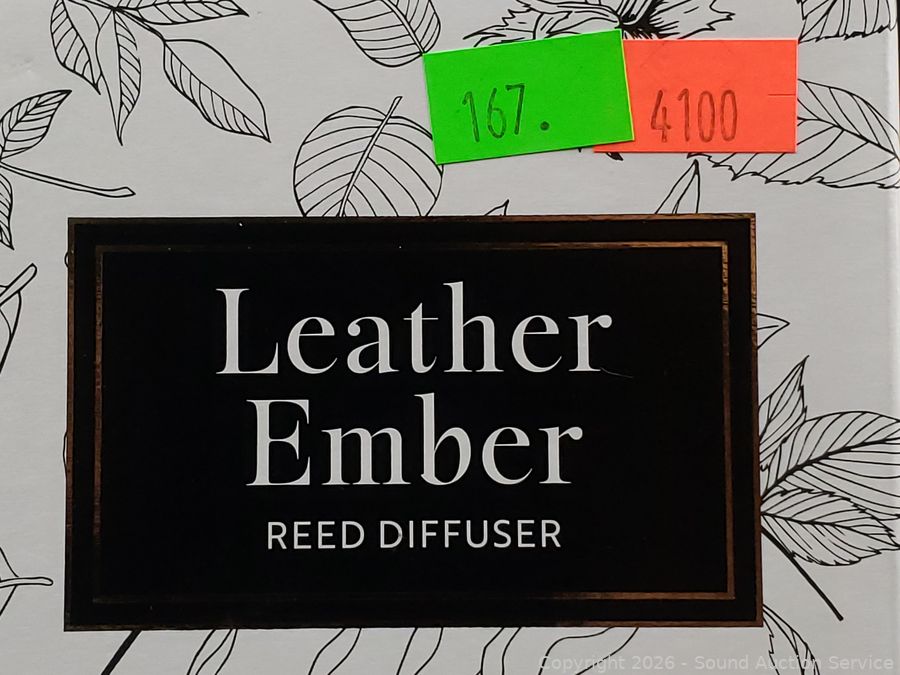 167.
4100
Leather
Ember
REED DIFFUSER
Copyright 2026 - Sound Auction Service